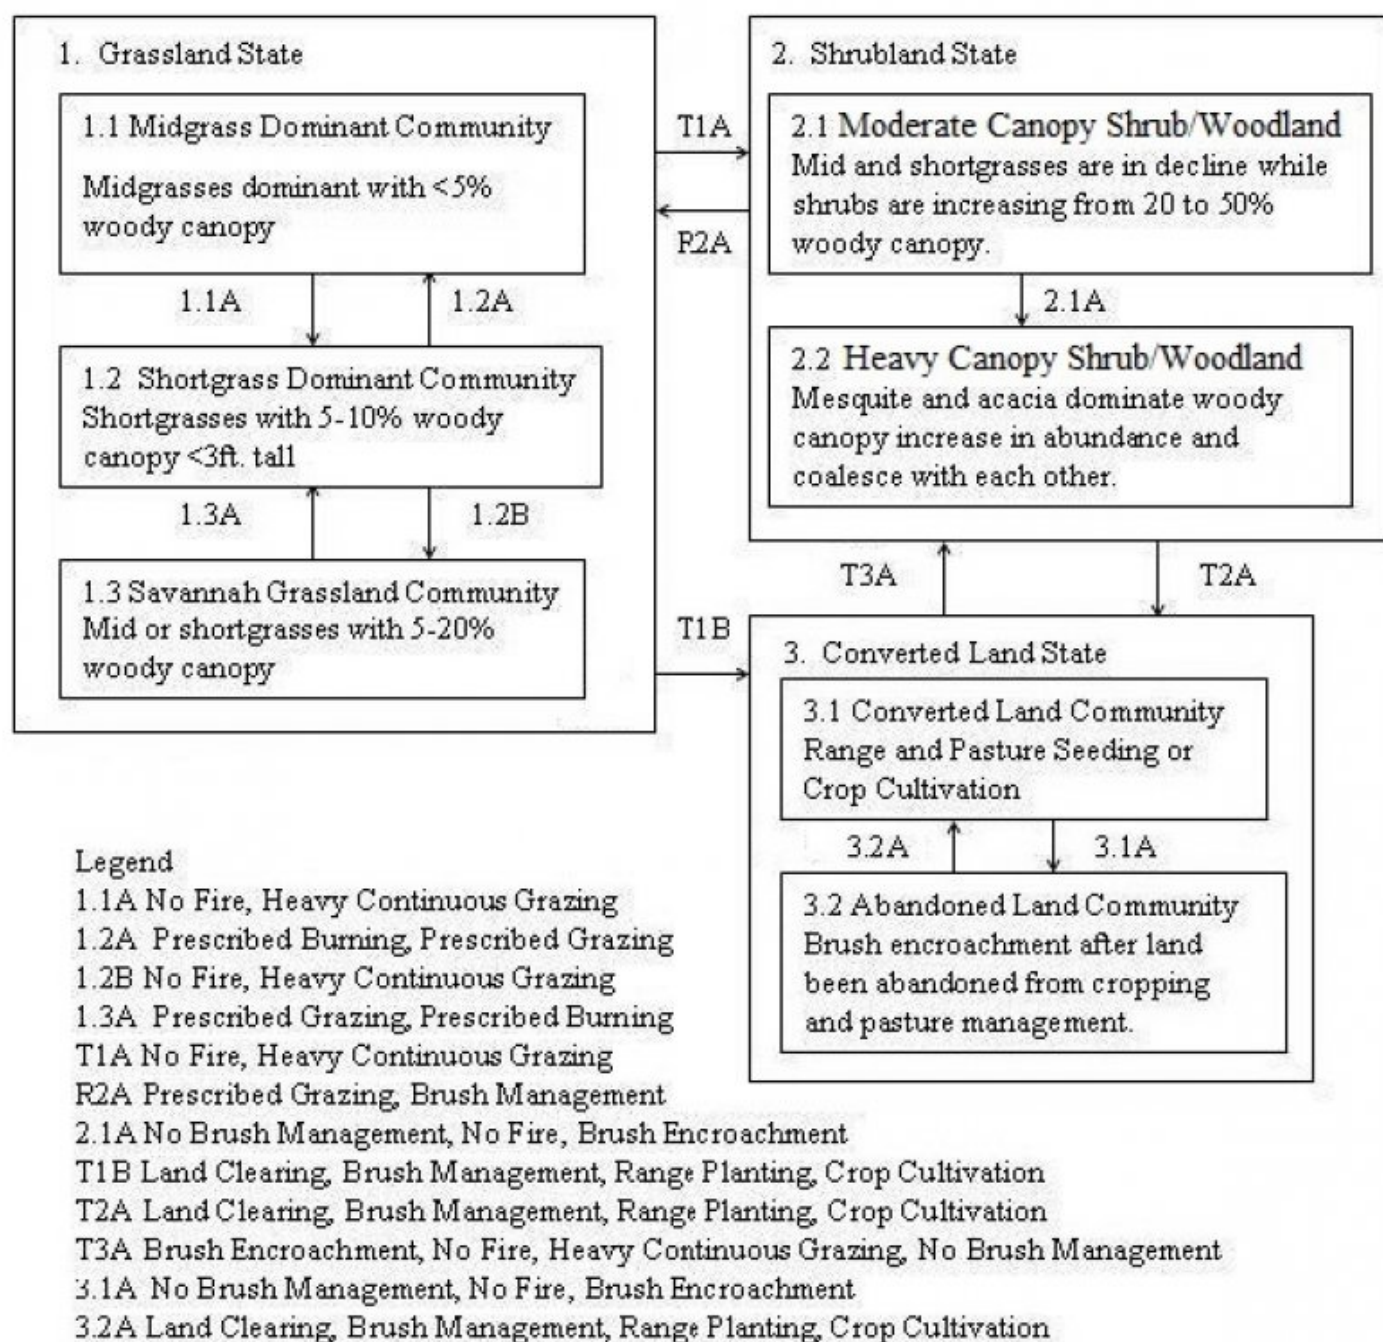 1. Grassland State
1.1 Midgrass Dominant Community
Midgrasses dominant with <5%
woody canopy
1.1A
1.2A
1.2 Shortgrass Dominant Community
Shortgrasses with 5-10% woody
canopy <3ft. tall
1.3A
1.2B
1.3 Savannah Grassland Community
Mid or shortgrasses with 5-20%
woody canopy
T1A
R2A
T1B
2. Shrubland State
2.1 Moderate Canopy Shrub/Woodland
Mid and shortgrasses are in decline while
shrubs are increasing from 20 to 50%
woody canopy.
2.1A
2.2 Heavy Canopy Shrub/Woodland
Mesquite and acacia dominate woody
canopy increase in abundance and
coalesce with each other.
T3A
T2A
3. Converted Land State
3.1 Converted Land Community
Range and Pasture Seeding or
Crop Cultivation
3.2A
3.1A
3.2 Abandoned Land Community
Brush encroachment after land
been abandoned from cropping
and pasture management.
Legend
1.1A No Fire, Heavy Continuous Grazing
1.2A Prescribed Burning, Prescribed Grazing
1.2B No Fire, Heavy Continuous Grazing
1.3A Prescribed Grazing, Prescribed Burning
T1A No Fire, Heavy Continuous Grazing
R2A Prescribed Grazing, Brush Management
2.1A No Brush Management, No Fire, Brush Encroachment
T1B Land Clearing, Brush Management, Range Planting, Crop Cultivation
T2A Land Clearing, Brush Management, Range Planting, Crop Cultivation
T3A Brush Encroachment, No Fire, Heavy Continuous Grazing, No Brush Management
3.1A No Brush Management, No Fire, Brush Encroachment
3.2A Land Clearing, Brush Management, Range Planting, Crop Cultivation